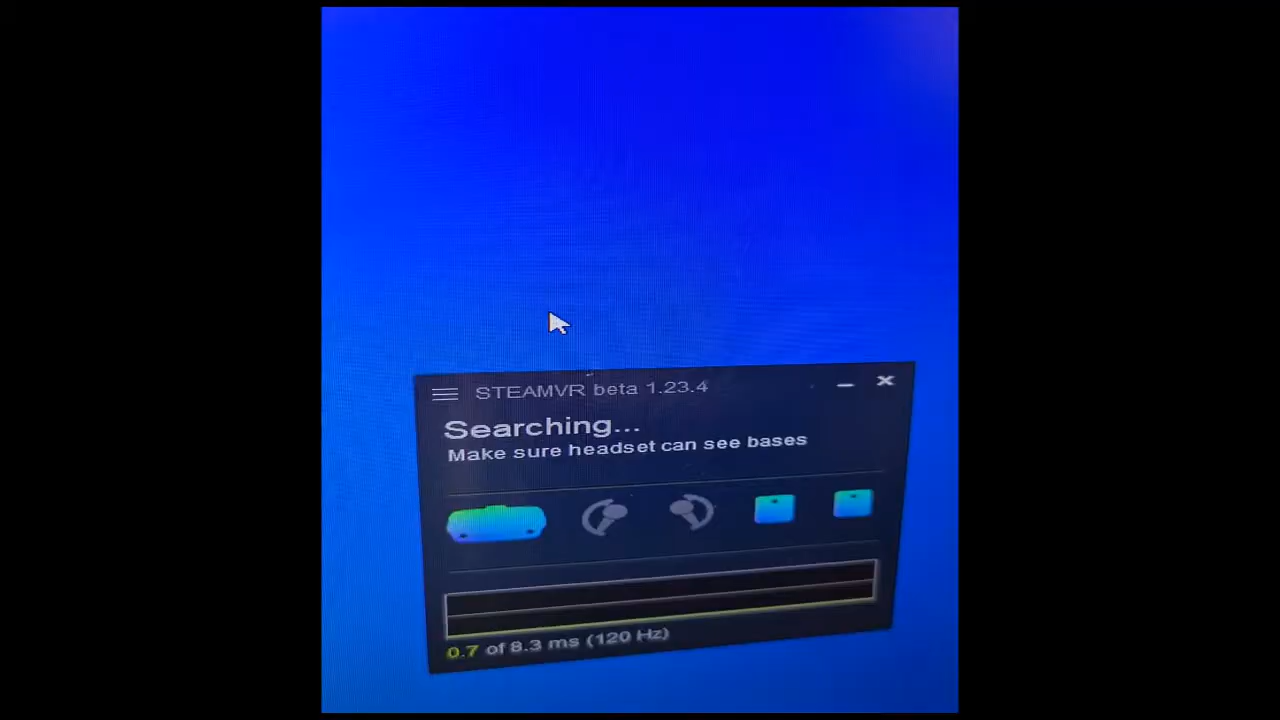 STEAMVR beta 1.23.4
Searching...
Make sure headset can see bases
0.7 of 8.3 ms (120 Hz)